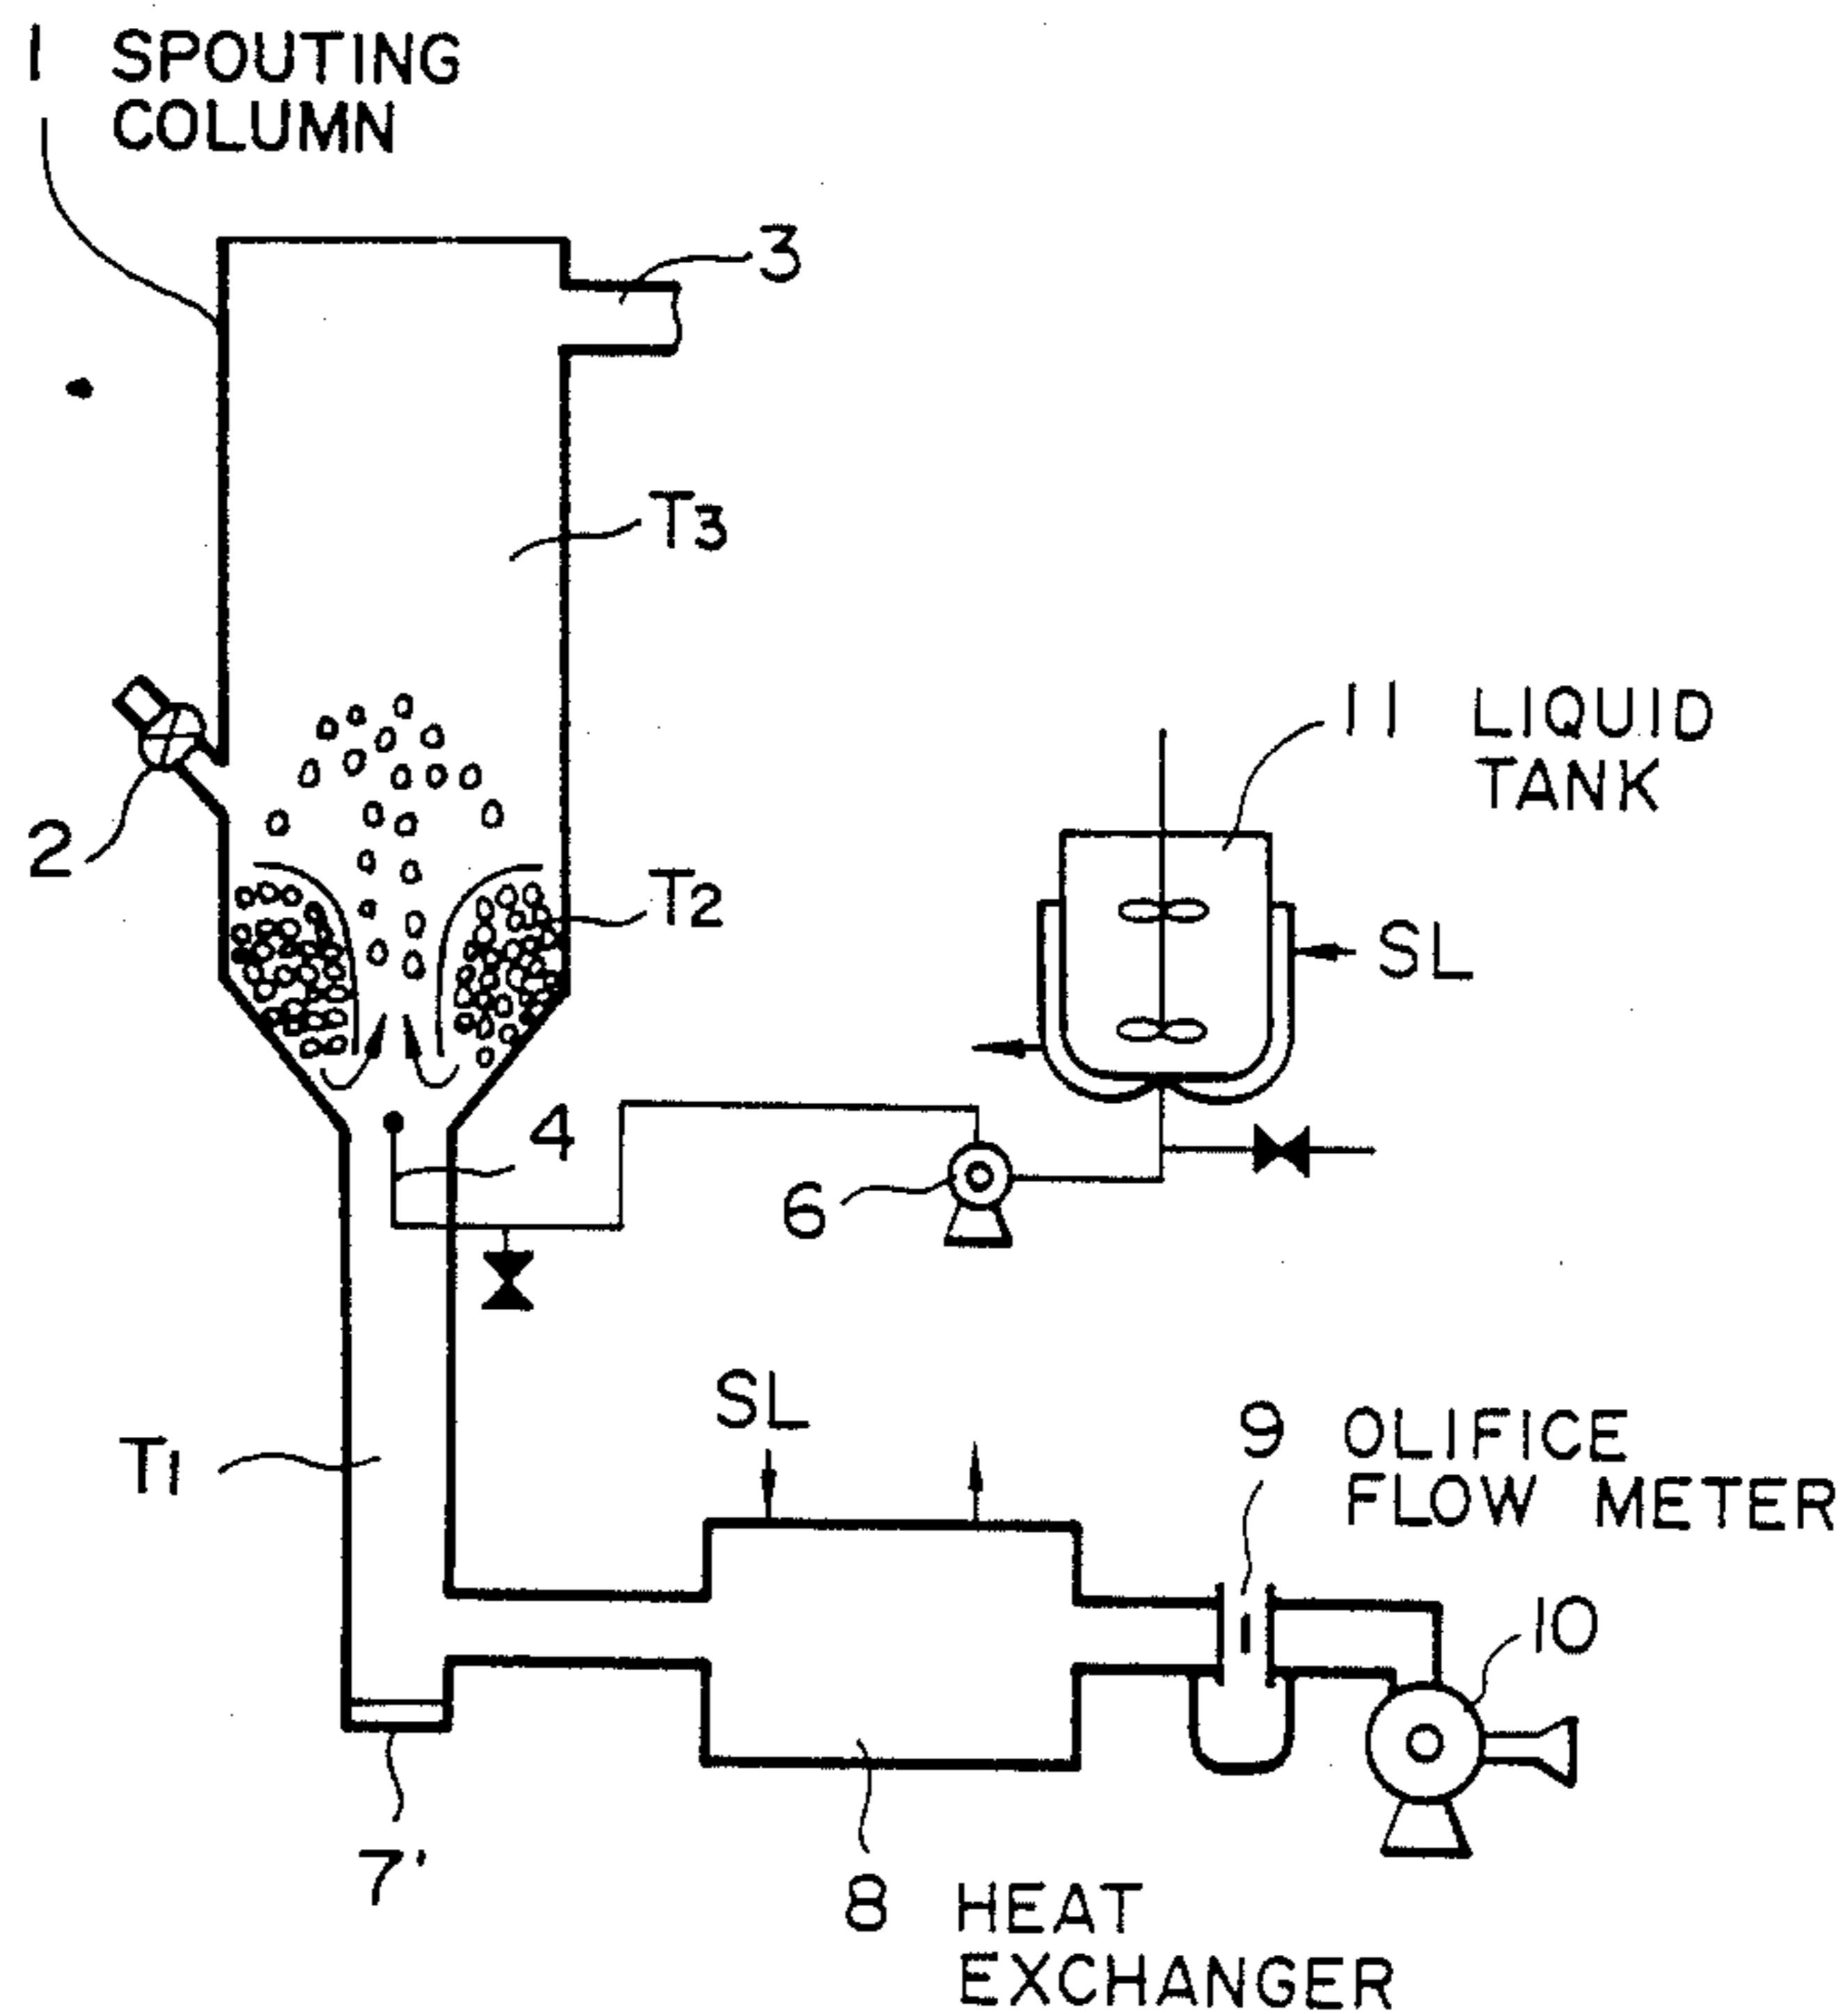 1 SPOUTING
COLUMN
3
T3
2
11 LIQUID
TANK
T2
SL
4
6
SL
9 OLIFICE
FLOW METER
T1
10
7'
8 HEAT
EXCHANGER